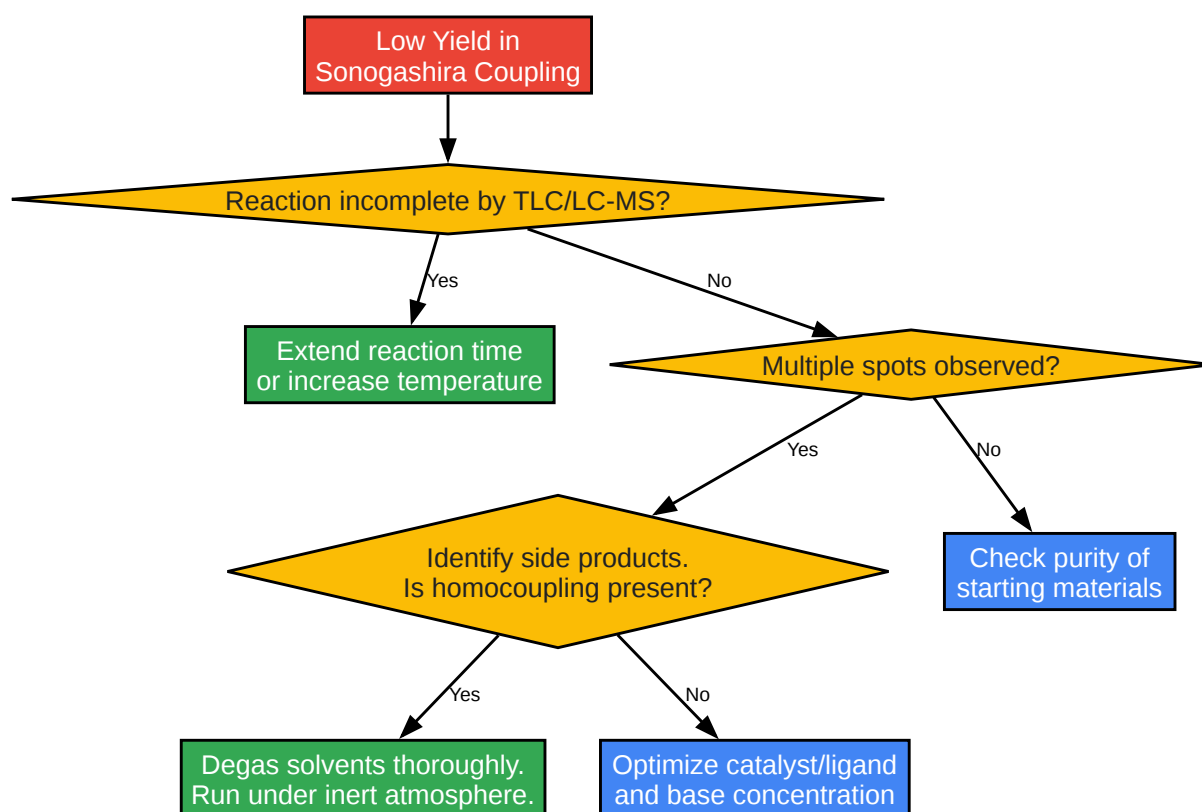 Low Yield in
Sonogashira Coupling
Reaction incomplete by TLC/LC-MS?
Yes
No
Extend reaction time
or increase temperature
Multiple spots observed?
Yes
No
Identify side products.
Is homocoupling present?
Check purity of
starting materials
Yes
No
Degas solvents thoroughly.
Run under inert atmosphere.
Optimize catalyst/ligand
and base concentration